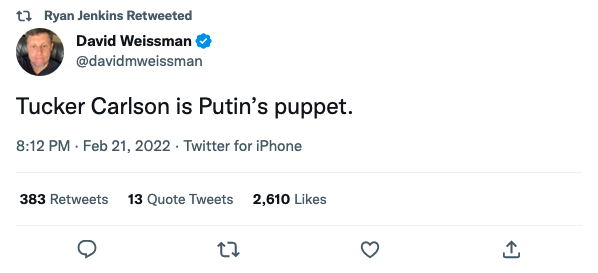 Ryan Jenkins Retweeted
David Weissman
@davidmweissman
Tucker Carlson is Putin’s puppet.
8:12 PM · Feb 21, 2022 · Twitter for iPhone
383 Retweets 13 Quote Tweets 2,610 Likes